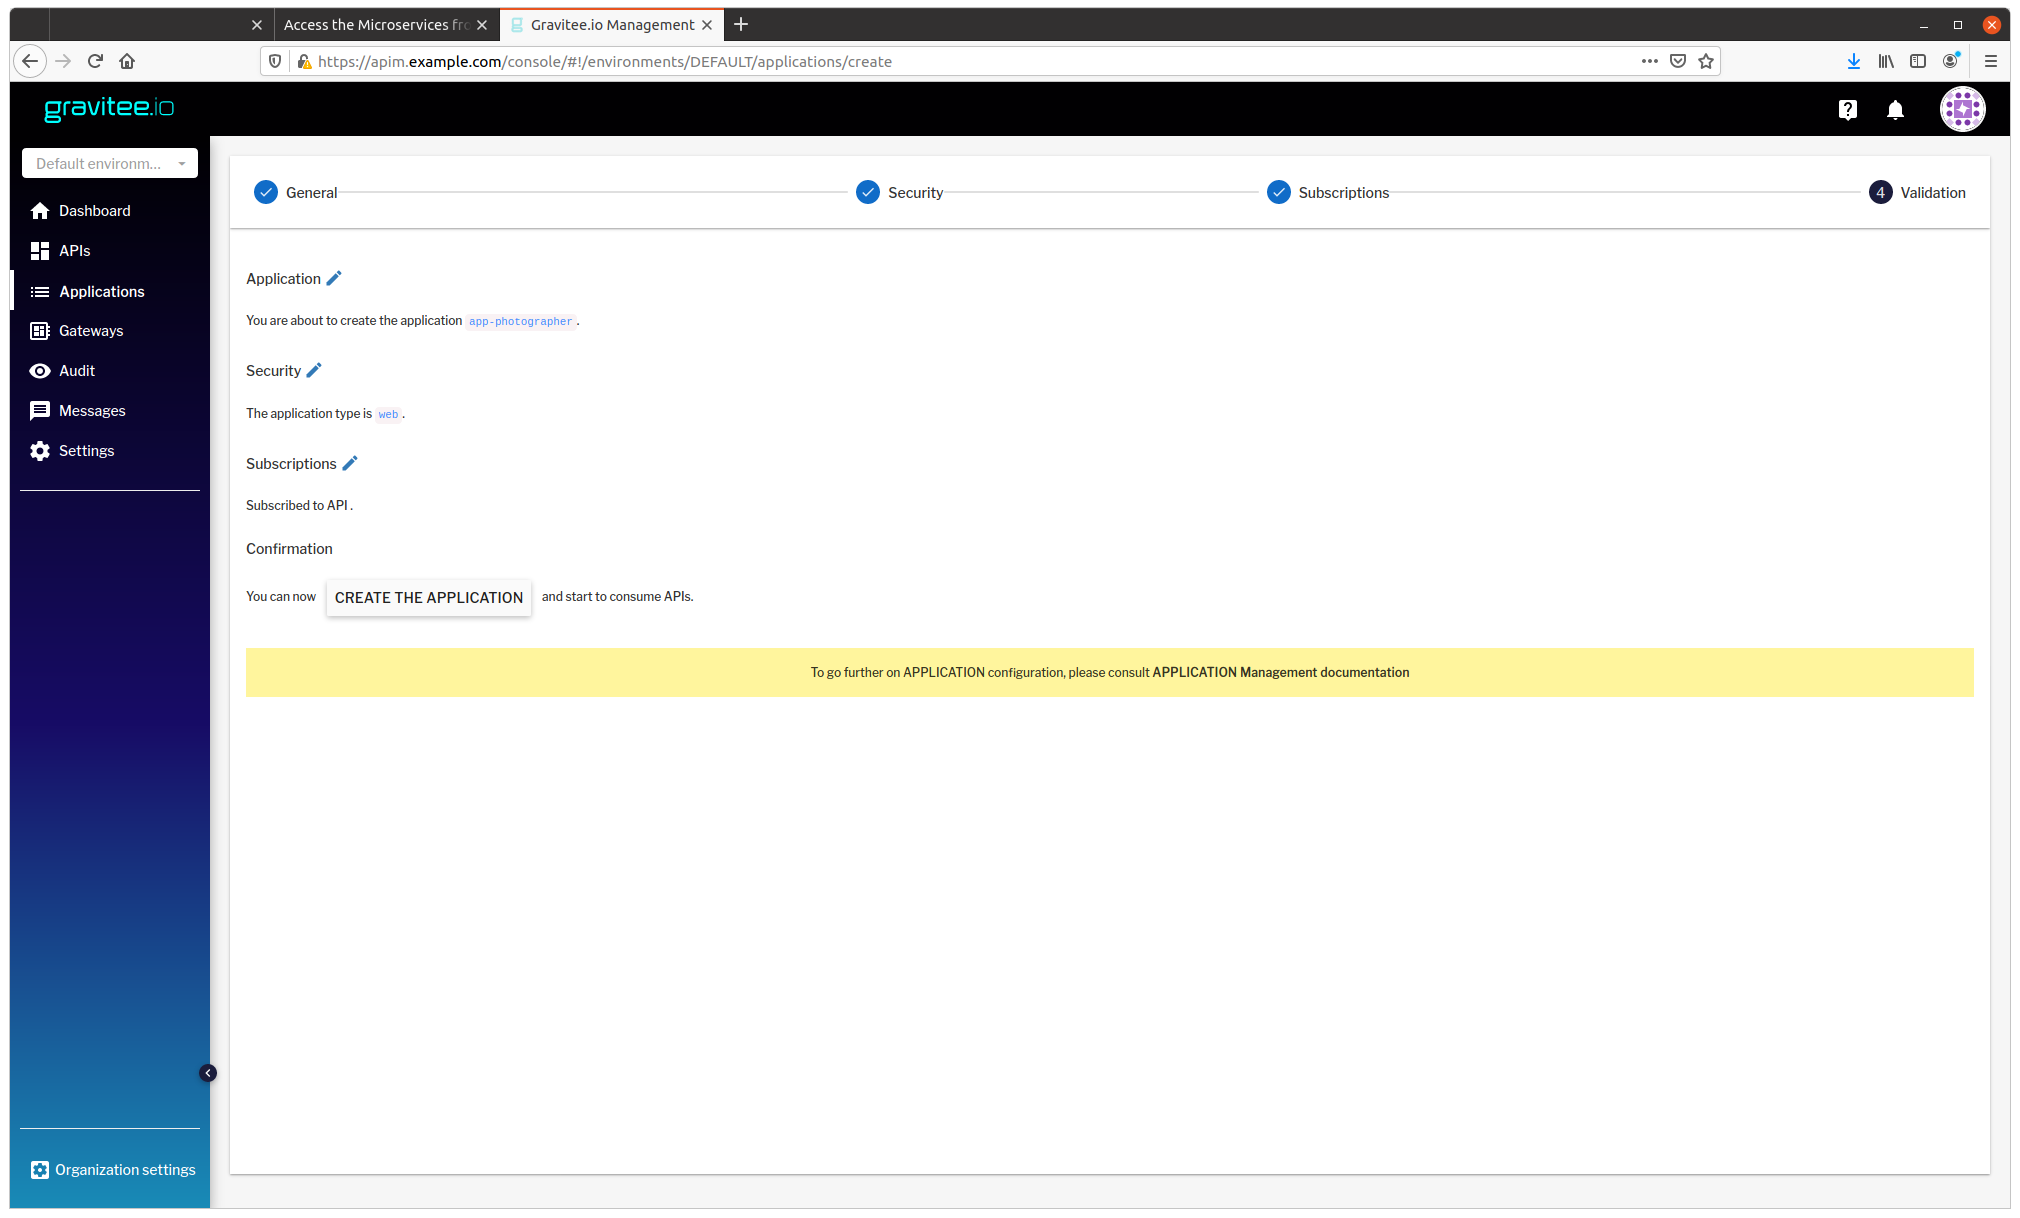 Access the Microservices fro
Gravitee.io Management
https://apim.example.com/console/#!/environments/DEFAULT/applications/create
gravitee.io
Default environm...
Dashboard
APIs
Applications
Gateways
Audit
Messages
Settings
Organization settings
General
Security
Subscriptions
4 Validation
Application
You are about to create the application app-photographer.
Security
The application type is web.
Subscriptions
Subscribed to API .
Confirmation
You can now CREATE THE APPLICATION and start to consume APIs.
To go further on APPLICATION configuration, please consult APPLICATION Management documentation